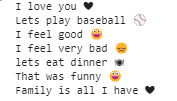 I love you 🖤
Lets play baseball ⚾
I feel good 😃
I feel very bad 😞
lets eat dinner 🍽
That was funny 😃
Family is all I have 🖤